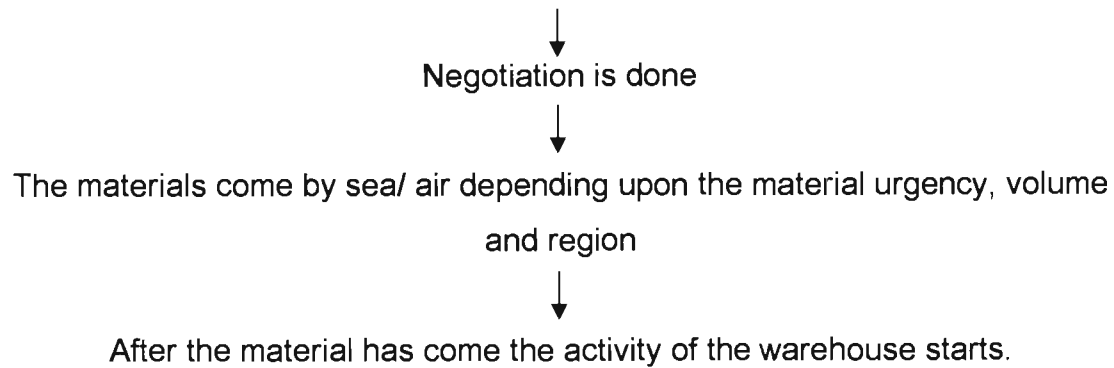 Negotiation is done
The materials come by sea/ air depending upon the material urgency, volume
and region
After the material has come the activity of the warehouse starts.